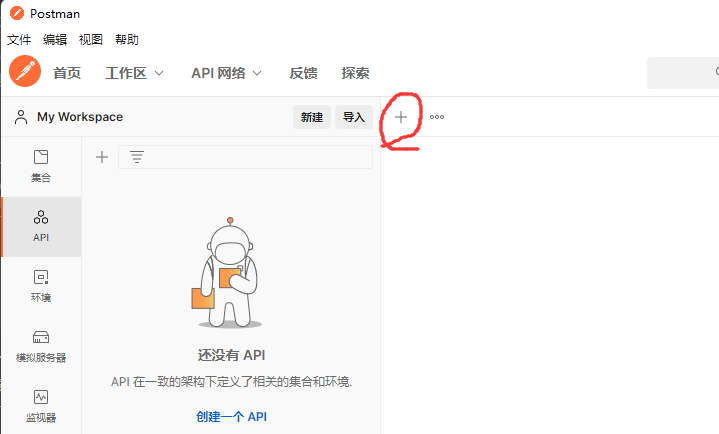 Postman
文件 编辑 视图 帮助
首页 工作区 API 网络 反馈 探索
My Workspace 新建 导入
集合
API
环境
模拟服务器
监视器
还没有 API
API 在一致的架构下定义了相关的集合和环境.
创建一个 API